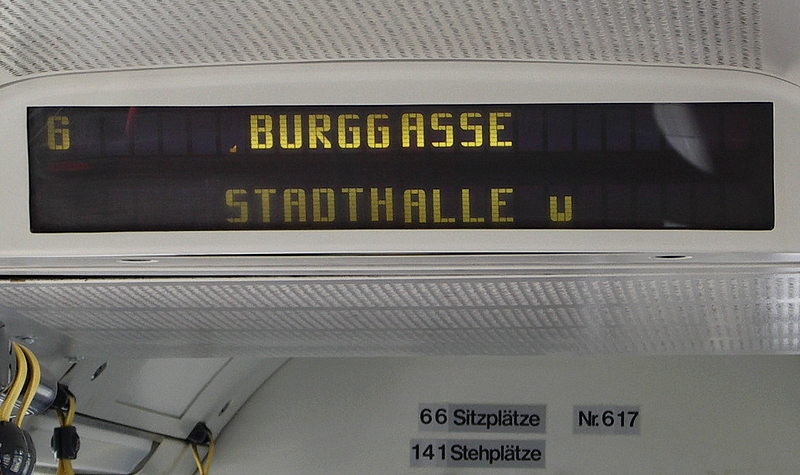 6 BURGGASSE
STADTHALLE U
66 Sitzplätze Nr.617
141 Stehplätze